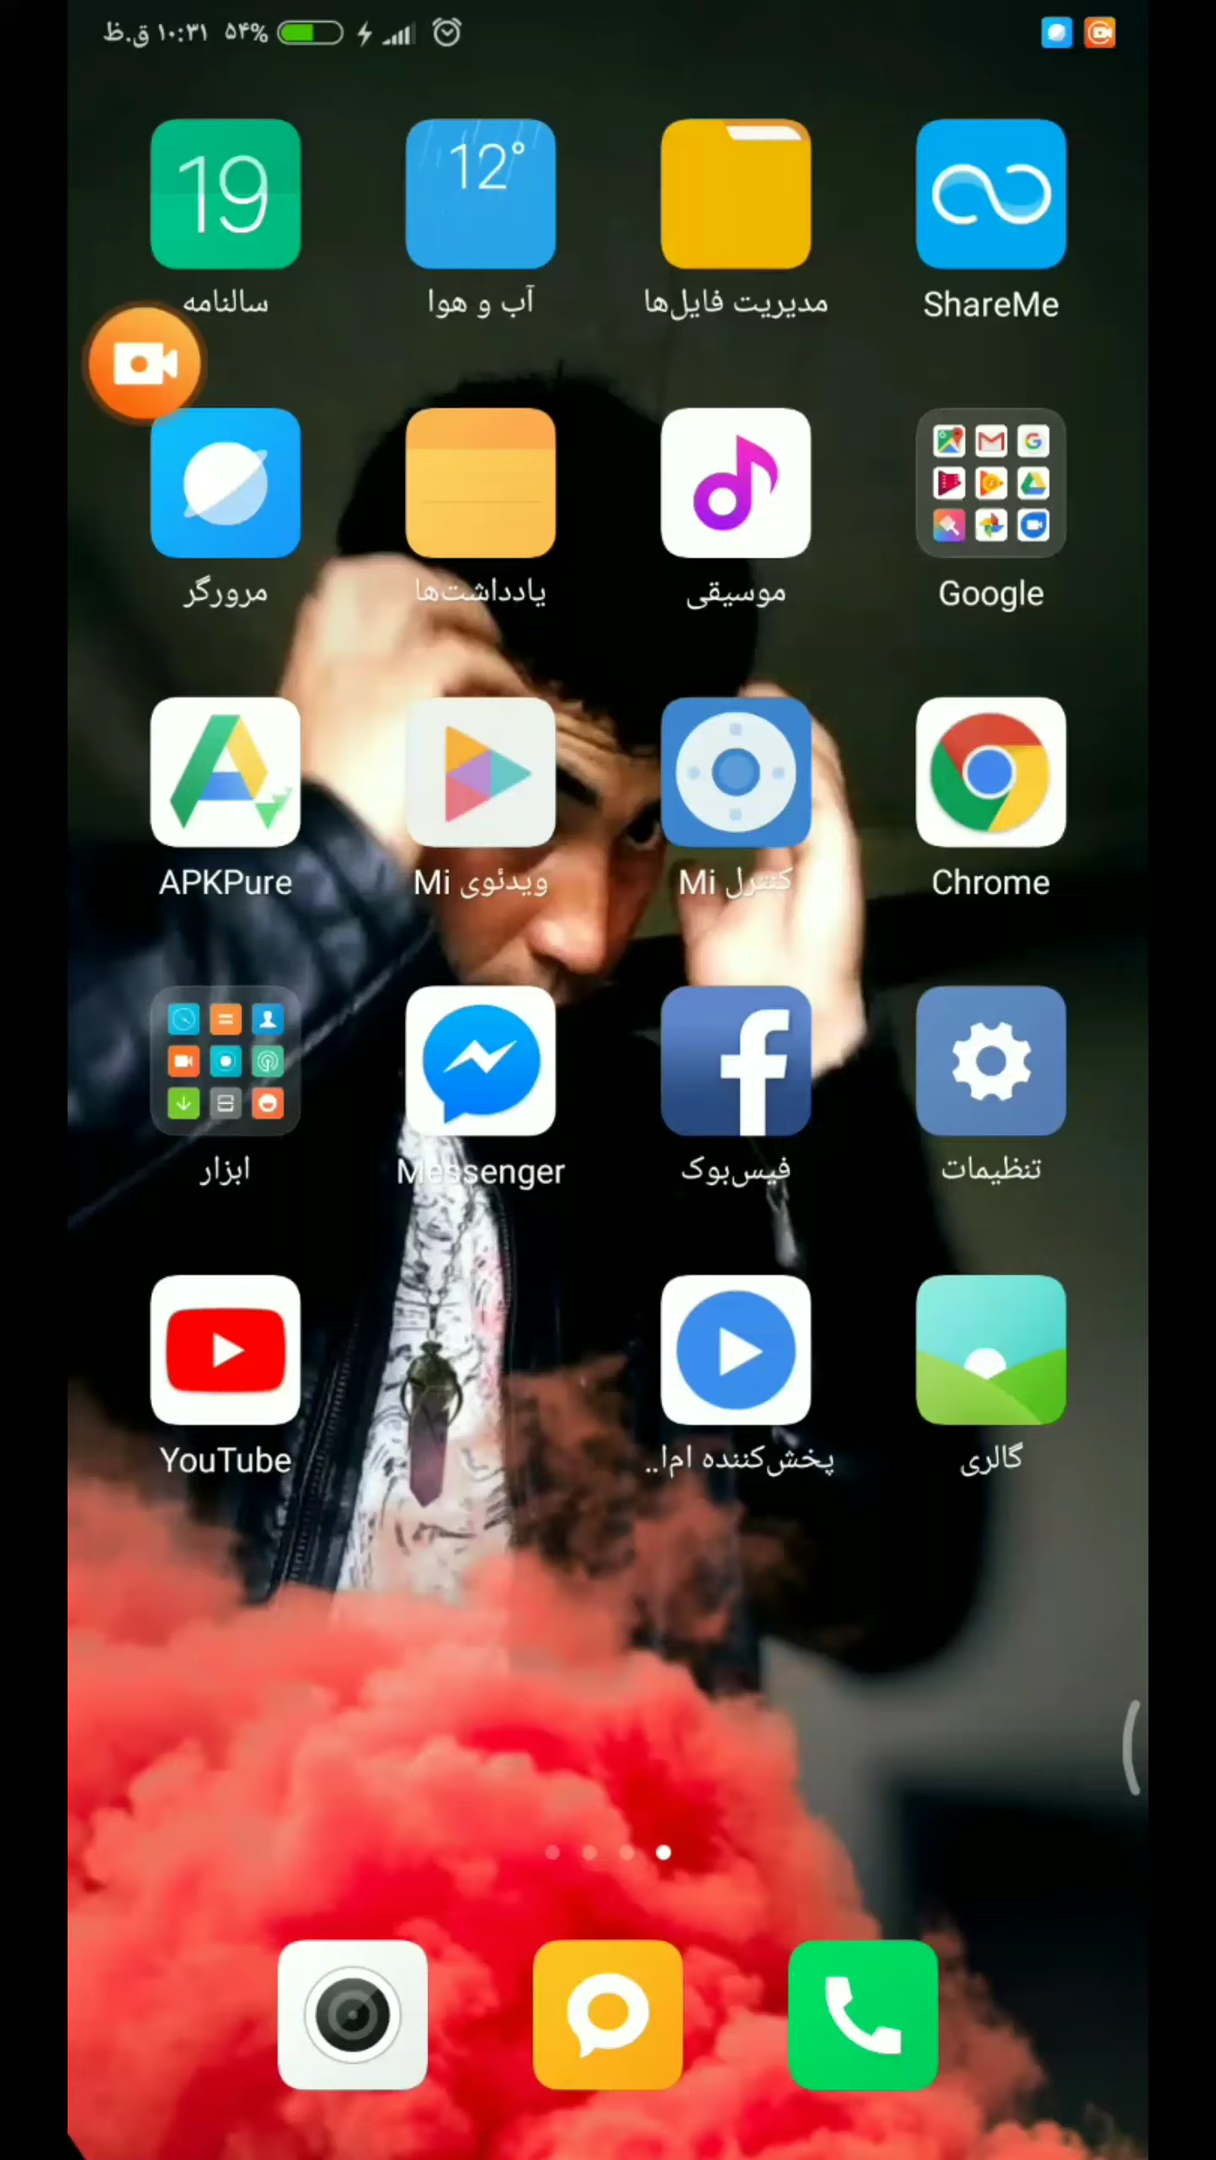 ۱۰:۳۱ ق.ظ ۵۴%
ShareMe
مدیریت فایل‌ها
12°
آب و هوا
19
سالنامه
Google
موسیقی
یادداشت‌ها
مرورگر
Chrome
کنترل Mi
ویدئوی Mi
APKPure
تنظیمات
فیس‌بوک
Messenger
ابزار
گالری
پخش‌کننده ام‌ا..
YouTube